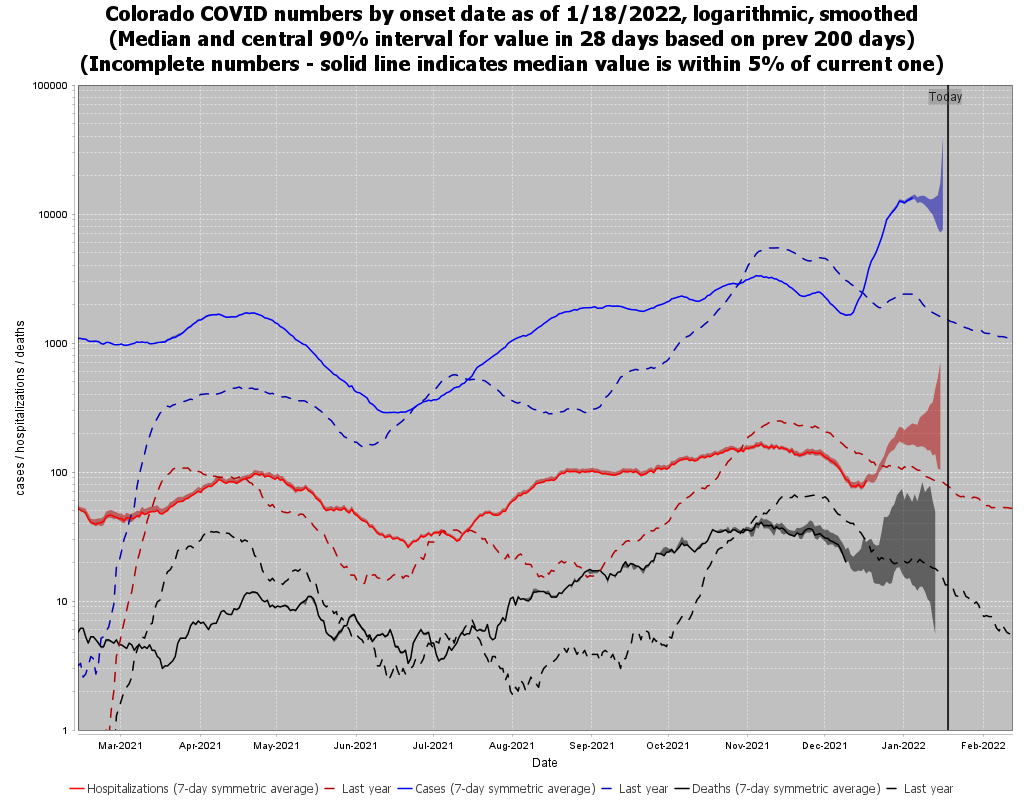 Colorado COVID numbers by onset date as of 1/18/2022, logarithmic, smoothed
(Median and central 90% interval for value in 28 days based on prev 200 days)
(Incomplete numbers - solid line indicates median value is within 5% of current one)
Today
100000
10000
1000
100
10
1
cases / hospitalizations / deaths
Mar-2021 Apr-2021 May-2021 Jun-2021 Jul-2021 Aug-2021 Sep-2021 Oct-2021 Nov-2021 Dec-2021 Jan-2022 Feb-2022
Date
Hospitalizations (7-day symmetric average) Last year Cases (7-day symmetric average) Last year Deaths (7-day symmetric average) Last year